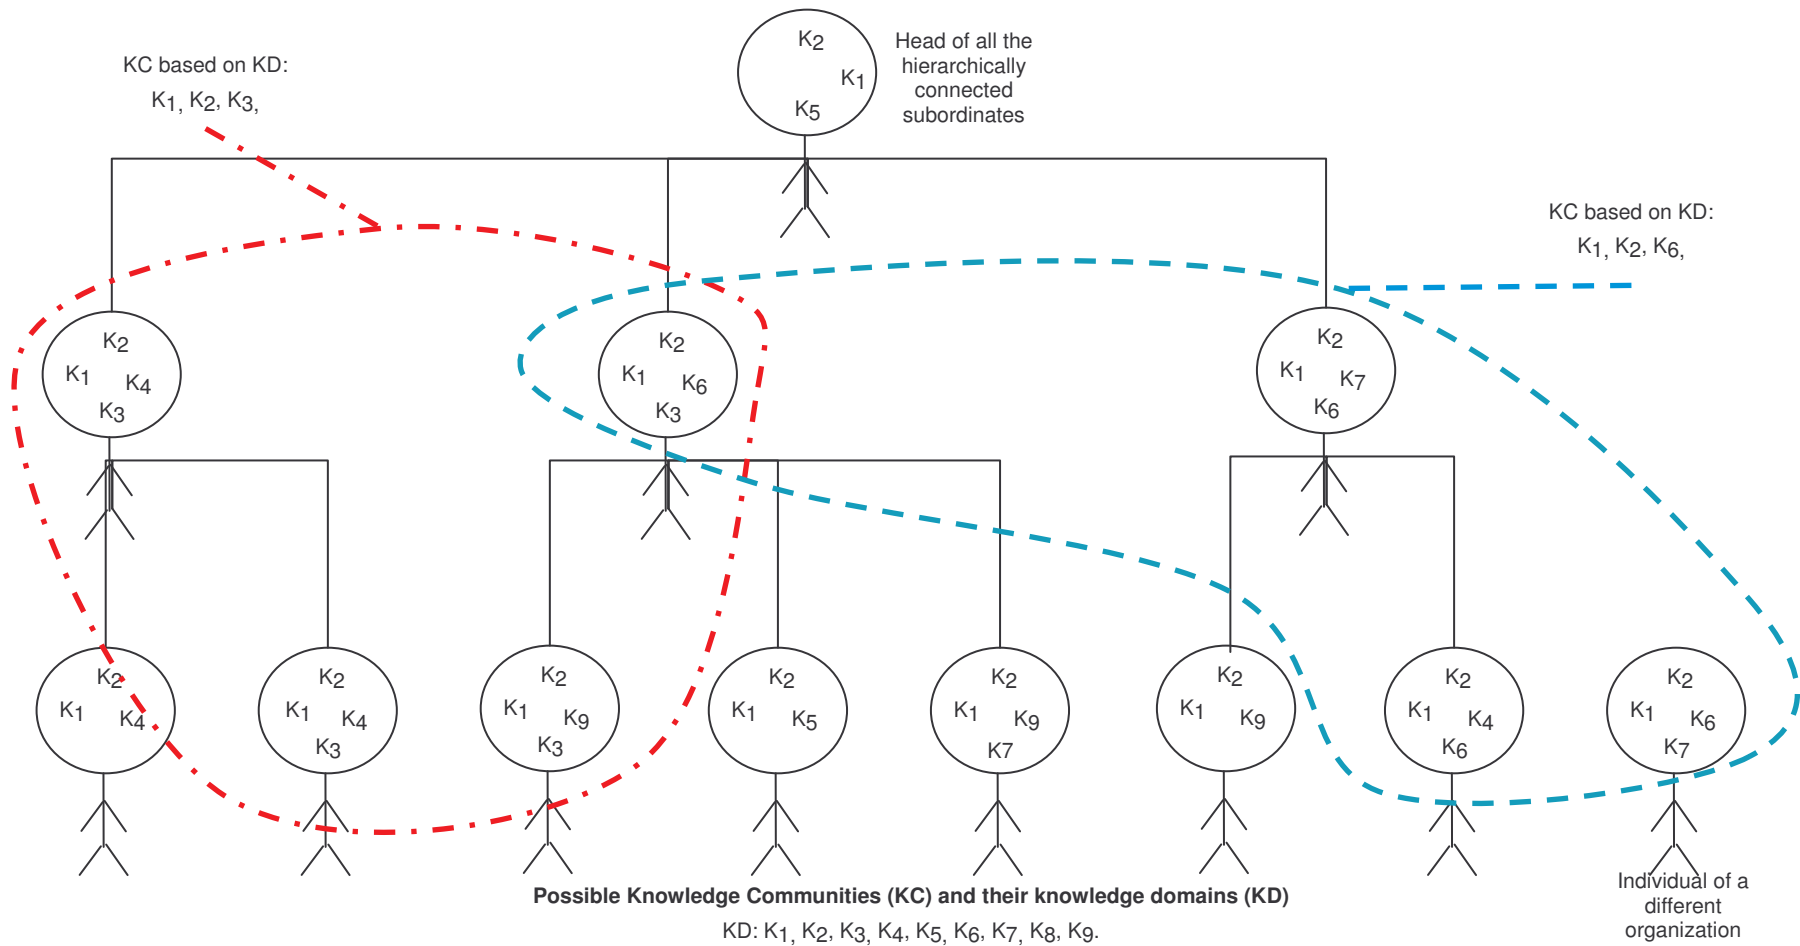 K2
K1
K5
Head of all the
hierarchically
connected
subordinates
KC based on KD:
K1, K2, K3,
KC based on KD:
K1, K2, K6,
K2
K1 K4
K3
K2
K1 K6
K3
K2
K1 K7
K6
K2
K1 K4
K2
K1 K4
K3
K2
K1 K9
K3
K2
K1 K5
K2
K1 K9
K7
K2
K1 K9
K2
K1 K4
K6
K2
K1 K6
K7
Individual of a
different
organization
Possible Knowledge Communities (KC) and their knowledge domains (KD)
KD: K1, K2, K3, K4, K5, K6, K7, K8, K9.